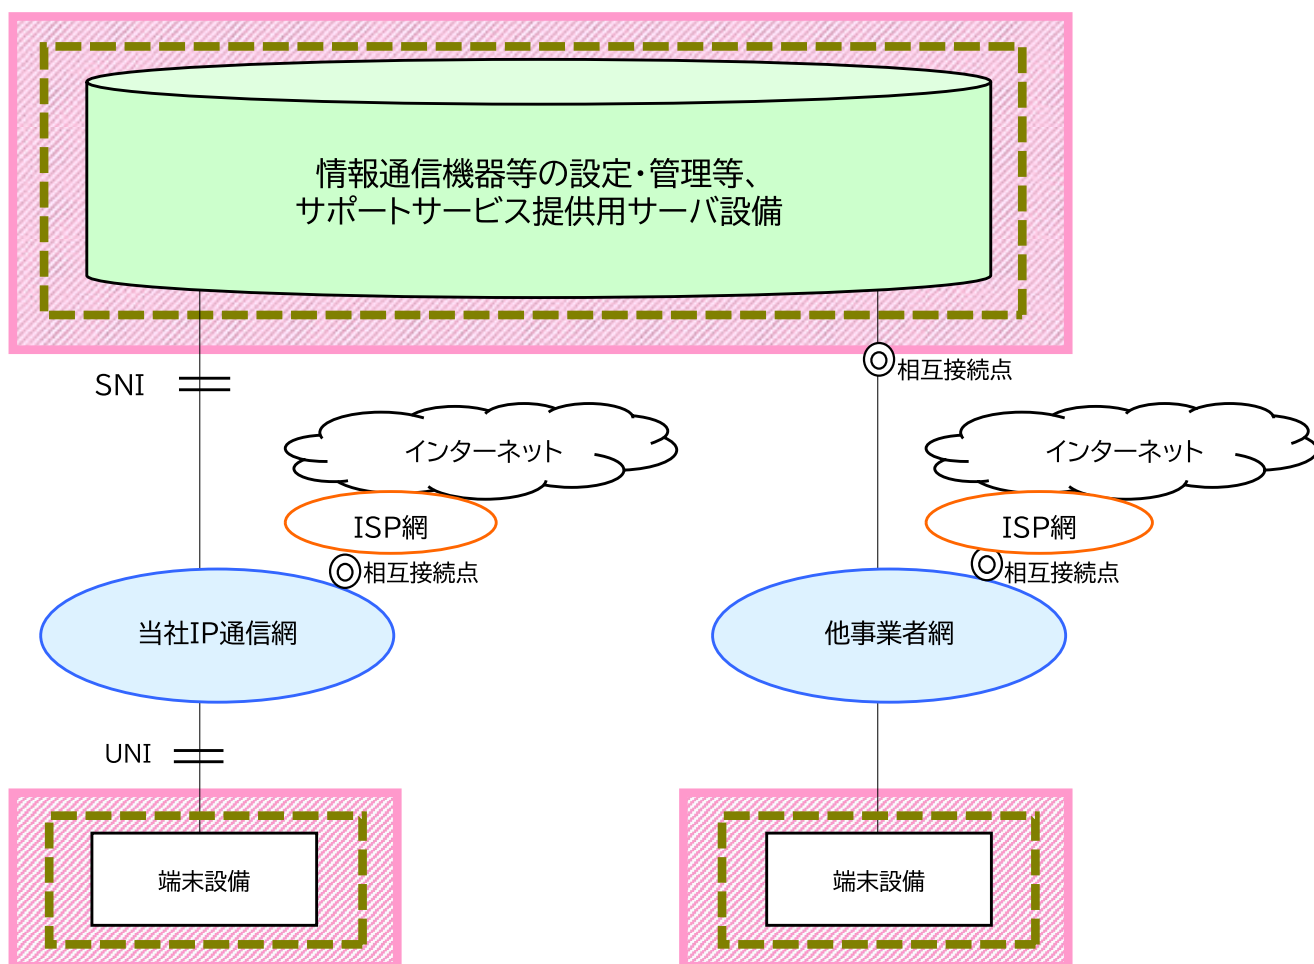 情報通信機器等の設定・管理等、
サポートサービス提供用サーバ設備
相互接続点
SNI
インターネット
インターネット
ISP網
ISP網
相互接続点
相互接続点
当社IP通信網
他事業者網
UNI
端末設備
端末設備